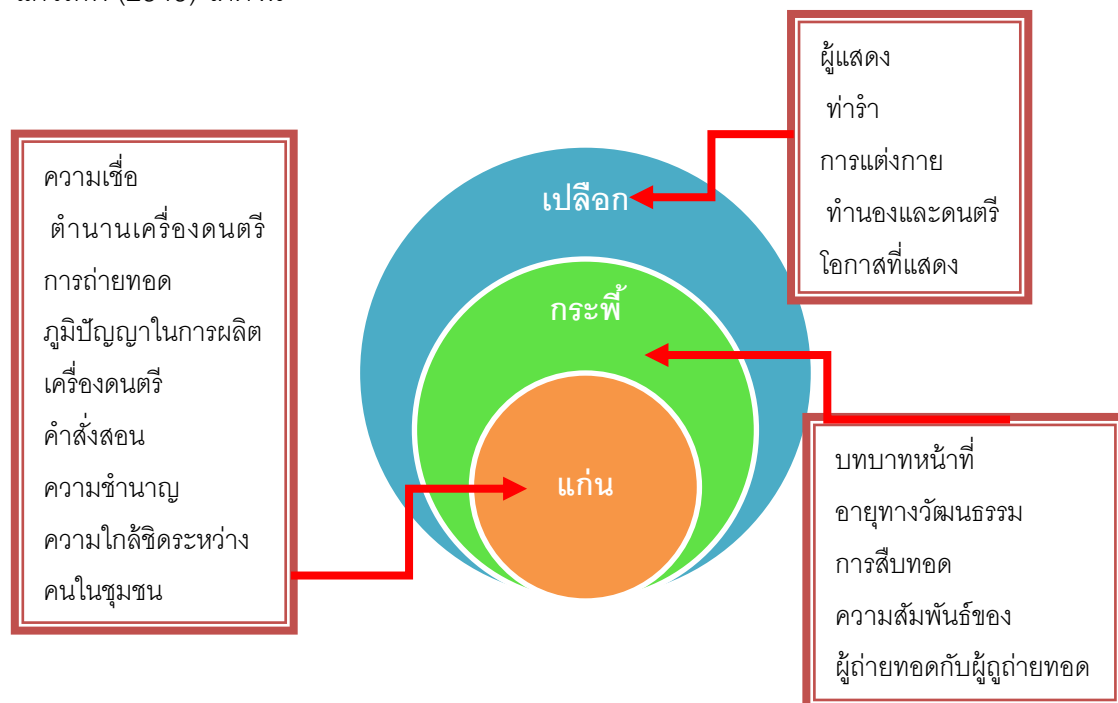 ผู้แสดง
ท่ารำ
การแต่งกาย
ทำนองและดนตรี
โอกาสที่แสดง
ความเชื่อ
ตำนานเครื่องดนตรี
การถ่ายทอด
ภูมิปัญญาในการผลิต
เครื่องดนตรี
คำสั่งสอน
ความชำนาญ
ความใกล้ชิดระหว่าง
คนในชุมชน
เปลือก
กระพี้
แก่น
บทบาทหน้าที่
อายุทางวัฒนธรรม
การสืบทอด
ความสัมพันธ์ของ
ผู้ถ่ายทอดกับผู้ถูถ่ายทอด